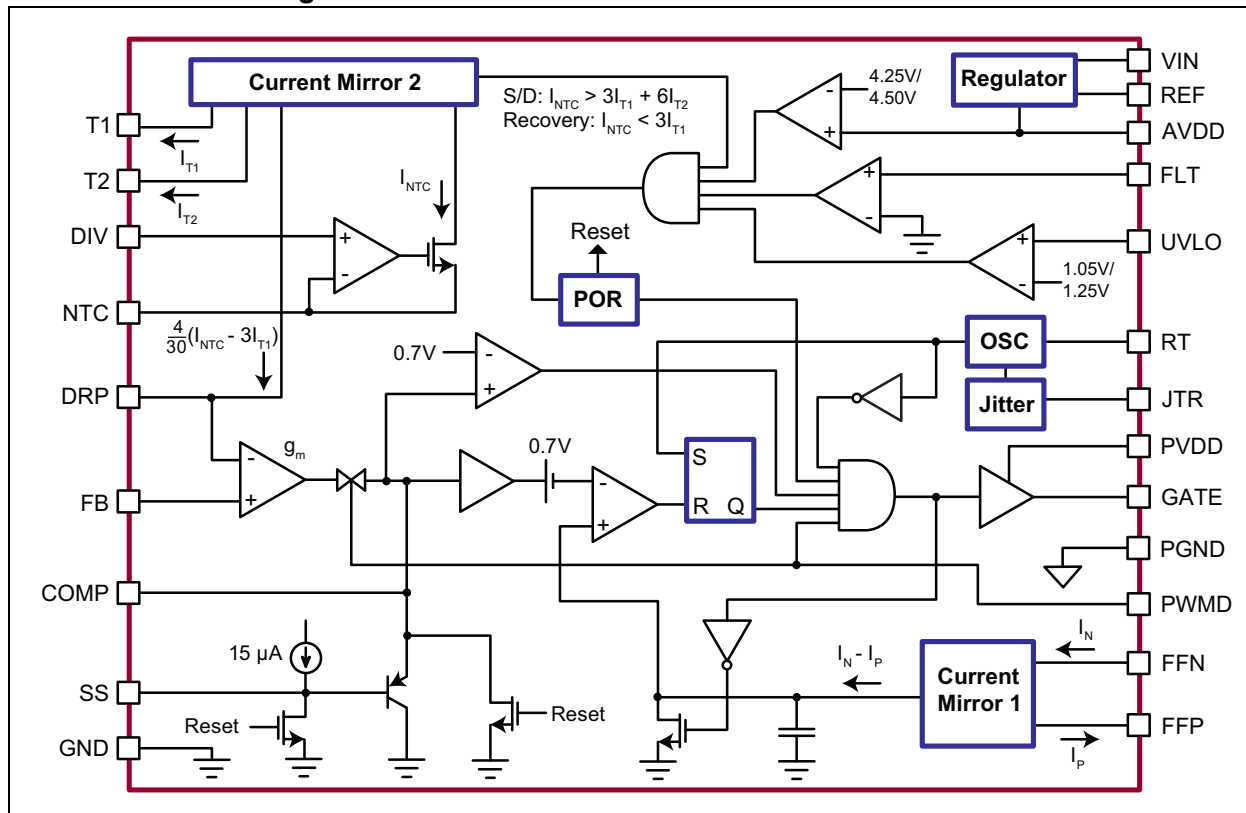 Current Mirror 2
S/D: I_NTC > 3I_T1 + 6I_T2
Recovery: I_NTC < 3I_T1
4.25V/
4.50V
-
+
Regulator
VIN
REF
AVDD
T1
I_T1
T2
I_T2
I_NTC
DIV
+
-
NTC
+
-
FLT
+
-
1.05V/
1.25V
UVLO
Reset
POR
4/30(I_NTC - 3I_T1)
0.7V
-
+
OSC
RT
Jitter
JTR
DRP
g_m
-
+
FB
0.7V
-
+
S
R Q
PVDD
GATE
PGND
COMP
PWMD
15 µA
SS
Reset
Reset
GND
I_N - I_P
Current
Mirror 1
I_N
FFN
FFP
I_P